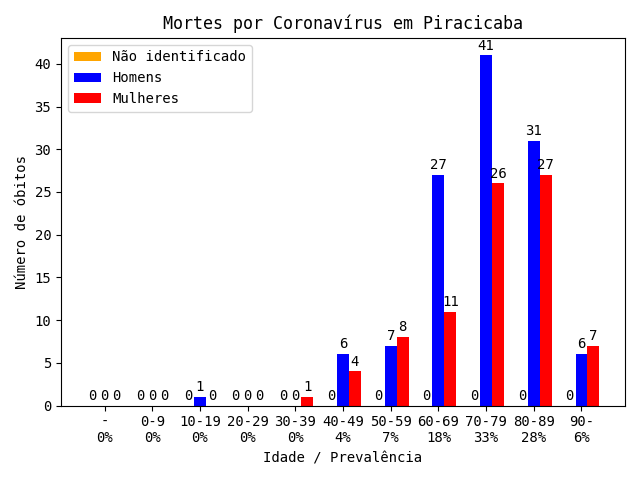 Mortes por Coronavírus em Piracicaba
Não identificado
Homens
Mulheres
Número de óbitos
40
35
30
25
20
15
10
5
0
0 0 0
0 0 0
0 1 0
0 0 0
0 0 1
0 6 4
0 7 8
0 27 11
0 41 26
0 31 27
0 6 7
- 0-9 10-19 20-29 30-39 40-49 50-59 60-69 70-79 80-89 90-
0% 0% 0% 0% 0% 4% 7% 18% 33% 28% 6%
Idade / Prevalência